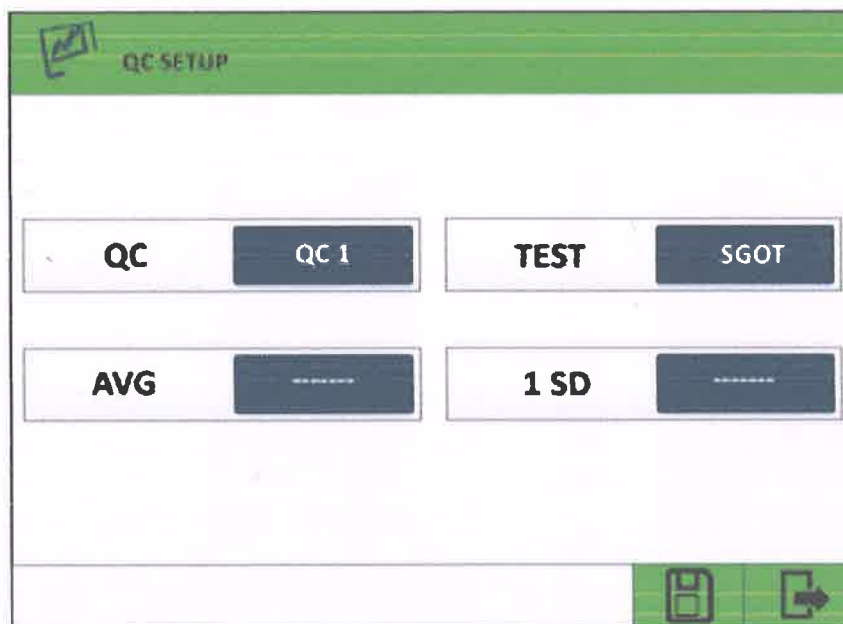 QC SETUP
QC QC 1 TEST SGOT
AVG ------- 1 SD -------